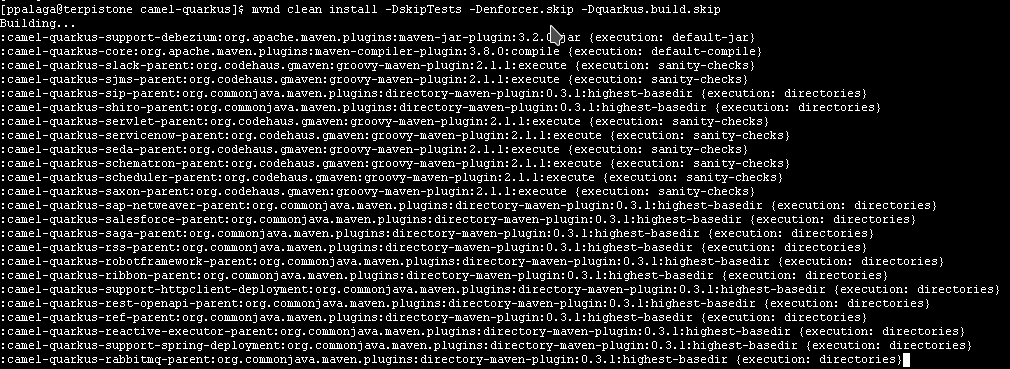 [ppalaga@terpistone camel-quarkus]$ mvnd clean install -DskipTests -Denforcer.skip -Dquarkus.build.skip
Building...
:camel-quarkus-support-debezium:org.apache.maven.plugins:maven-jar-plugin:3.2.0:jar {execution: default-jar}
:camel-quarkus-core:org.apache.maven.plugins:maven-compiler-plugin:3.8.0:compile {execution: default-compile}
:camel-quarkus-slack-parent:org.codehaus.gmaven:groovy-maven-plugin:2.1.1:execute {execution: sanity-checks}
:camel-quarkus-sjms-parent:org.codehaus.gmaven:groovy-maven-plugin:2.1.1:execute {execution: sanity-checks}
:camel-quarkus-sip-parent:org.commonjava.maven.plugins:directory-maven-plugin:0.3.1:highest-basedir {execution: directories}
:camel-quarkus-shiro-parent:org.commonjava.maven.plugins:directory-maven-plugin:0.3.1:highest-basedir {execution: directories}
:camel-quarkus-servlet-parent:org.codehaus.gmaven:groovy-maven-plugin:2.1.1:execute {execution: sanity-checks}
:camel-quarkus-servicenow-parent:org.codehaus.gmaven:groovy-maven-plugin:2.1.1:execute {execution: sanity-checks}
:camel-quarkus-seda-parent:org.codehaus.gmaven:groovy-maven-plugin:2.1.1:execute {execution: sanity-checks}
:camel-quarkus-schematron-parent:org.codehaus.gmaven:groovy-maven-plugin:2.1.1:execute {execution: sanity-checks}
:camel-quarkus-scheduler-parent:org.codehaus.gmaven:groovy-maven-plugin:2.1.1:execute {execution: sanity-checks}
:camel-quarkus-saxon-parent:org.codehaus.gmaven:groovy-maven-plugin:2.1.1:execute {execution: sanity-checks}
:camel-quarkus-sap-netweaver-parent:org.commonjava.maven.plugins:directory-maven-plugin:0.3.1:highest-basedir {execution: directories}
:camel-quarkus-salesforce-parent:org.commonjava.maven.plugins:directory-maven-plugin:0.3.1:highest-basedir {execution: directories}
:camel-quarkus-saga-parent:org.commonjava.maven.plugins:directory-maven-plugin:0.3.1:highest-basedir {execution: directories}
:camel-quarkus-rss-parent:org.commonjava.maven.plugins:directory-maven-plugin:0.3.1:highest-basedir {execution: directories}
:camel-quarkus-robotframework-parent:org.commonjava.maven.plugins:directory-maven-plugin:0.3.1:highest-basedir {execution: directories}
:camel-quarkus-ribbon-parent:org.commonjava.maven.plugins:directory-maven-plugin:0.3.1:highest-basedir {execution: directories}
:camel-quarkus-support-httpclient-deployment:org.commonjava.maven.plugins:directory-maven-plugin:0.3.1:highest-basedir {execution: directories}
:camel-quarkus-rest-openapi-parent:org.commonjava.maven.plugins:directory-maven-plugin:0.3.1:highest-basedir {execution: directories}
:camel-quarkus-ref-parent:org.commonjava.maven.plugins:directory-maven-plugin:0.3.1:highest-basedir {execution: directories}
:camel-quarkus-reactive-executor-parent:org.commonjava.maven.plugins:directory-maven-plugin:0.3.1:highest-basedir {execution: directories}
:camel-quarkus-support-spring-deployment:org.commonjava.maven.plugins:directory-maven-plugin:0.3.1:highest-basedir {execution: directories}
:camel-quarkus-rabbitmq-parent:org.commonjava.maven.plugins:directory-maven-plugin:0.3.1:highest-basedir {execution: directories}